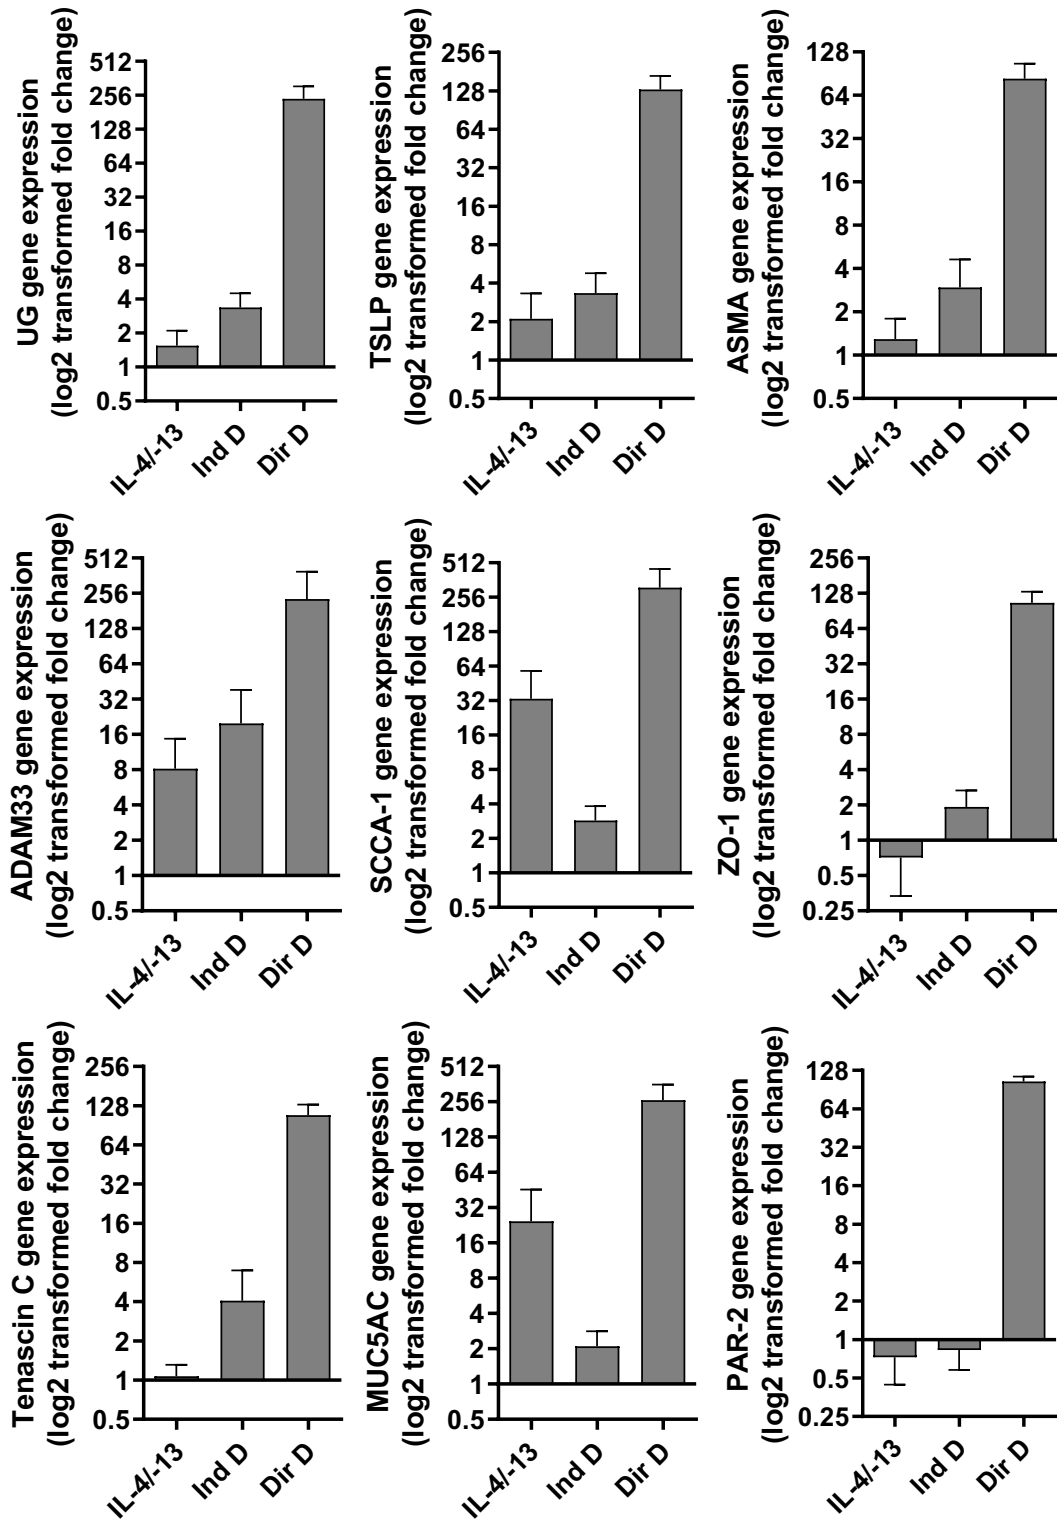 UG gene expression
(log2 transformed fold change)
512
256
128
64
32
16
8
4
2
1
0.5
IL-4/-13
Ind D
Dir D
TSLP gene expression
(log2 transformed fold change)
256
128
64
32
16
8
4
2
1
0.5
IL-4/-13
Ind D
Dir D
ASMA gene expression
(log2 transformed fold change)
128
64
32
16
8
4
2
1
0.5
IL-4/-13
Ind D
Dir D
ADAM33 gene expression
(log2 transformed fold change)
512
256
128
64
32
16
8
4
2
1
0.5
IL-4/-13
Ind D
Dir D
SCCA-1 gene expression
(log2 transformed fold change)
512
256
128
64
32
16
8
4
2
1
0.5
IL-4/-13
Ind D
Dir D
ZO-1 gene expression
(log2 transformed fold change)
256
128
64
32
16
8
4
2
1
0.5
0.25
IL-4/-13
Ind D
Dir D
Tenascin C gene expression
(log2 transformed fold change)
256
128
64
32
16
8
4
2
1
0.5
IL-4/-13
Ind D
Dir D
MUC5AC gene expression
(log2 transformed fold change)
512
256
128
64
32
16
8
4
2
1
0.5
IL-4/-13
Ind D
Dir D
PAR-2 gene expression
(log2 transformed fold change)
128
64
32
16
8
4
2
1
0.5
0.25
IL-4/-13
Ind D
Dir D